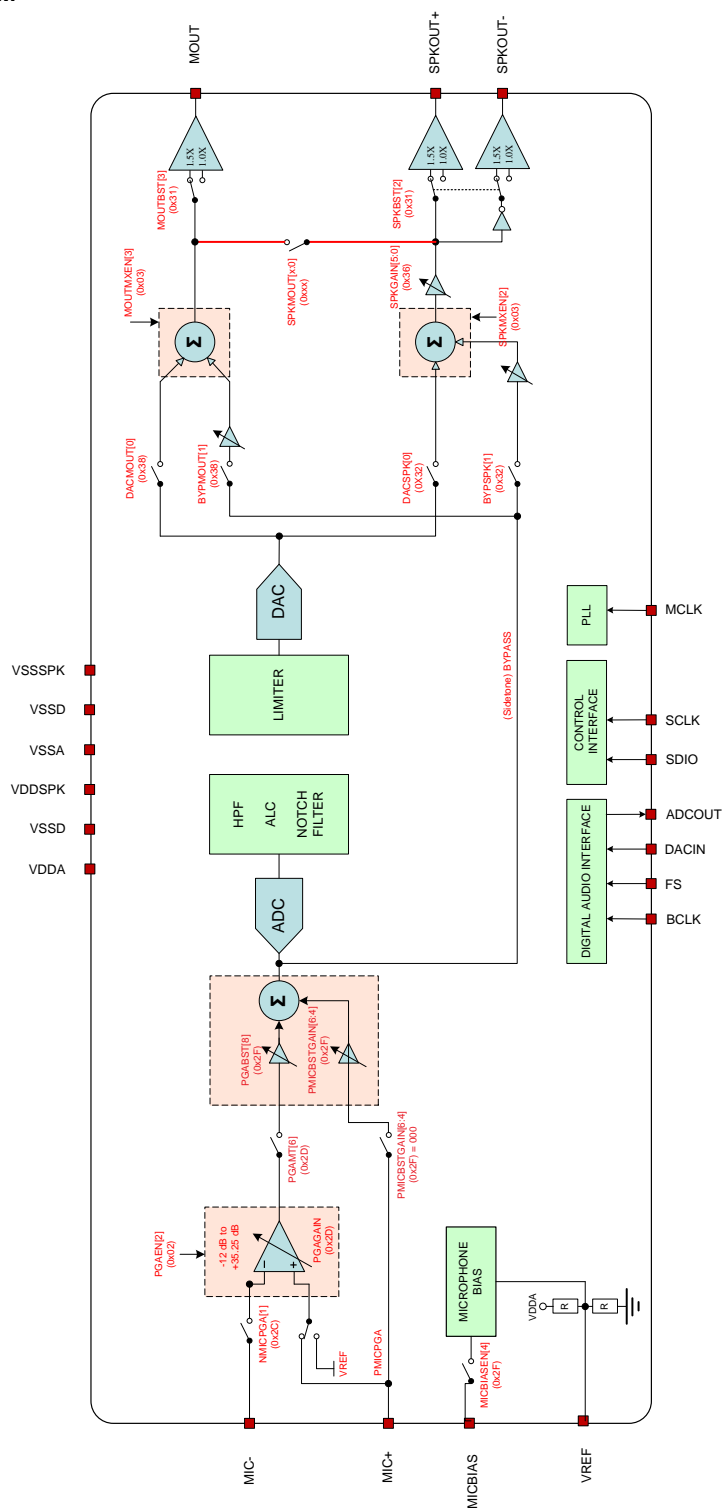 MOUT
SPKOUT+
SPKOUT-
1.5X
1.0X
1.5X
1.0X
1.5X
1.0X
MOUTBST[3]
(0x31)
SPKBST[2]
(0x31)
MOUTMXEN[3]
(0x03)
SPKMOUT[x:0]
(0xxx)
SPKGAIN[5:0]
(0x36)
SPKMXEN[2]
(0x03)
Σ
Σ
DACMOUT[0]
(0x38)
BYPMOUT[1]
(0x38)
DACSPK[0]
(0X32)
BYPSPK[1]
(0x32)
DAC
LIMITER
(Sidetone) BYPASS
PLL
MCLK
CONTROL
INTERFACE
SCLK
SDIO
DIGITAL AUDIO INTERFACE
ADCOUT
DACIN
FS
BCLK
VSSSPK
VSSD
VSSA
VDDSPK
VSSD
VDDA
HPF
ALC
NOTCH
FILTER
ADC
Σ
PGABST[8]
(0x2F)
PMICBSTGAIN[6:4]
(0x2F)
PGAMT[6]
(0x2D)
PMICBSTGAIN[6:4]
(0x2F) = 000
PGAEN[2]
(0x02)
-12 dB to
+35.25 dB
PGAGAIN
(0x2D)
NMICPGA[1]
(0x2C)
VREF
PMICPGA
MICROPHONE
BIAS
MICBIASEN[4]
(0x2F)
VDDA
R
R
MIC-
MIC+
MICBIAS
VREF